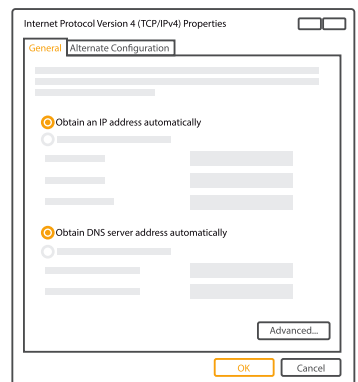 Internet Protocol Version 4 (TCP/IPv4) Properties
General
Alternate Configuration
Obtain an IP address automatically
Obtain DNS server address automatically
Advanced...
OK
Cancel